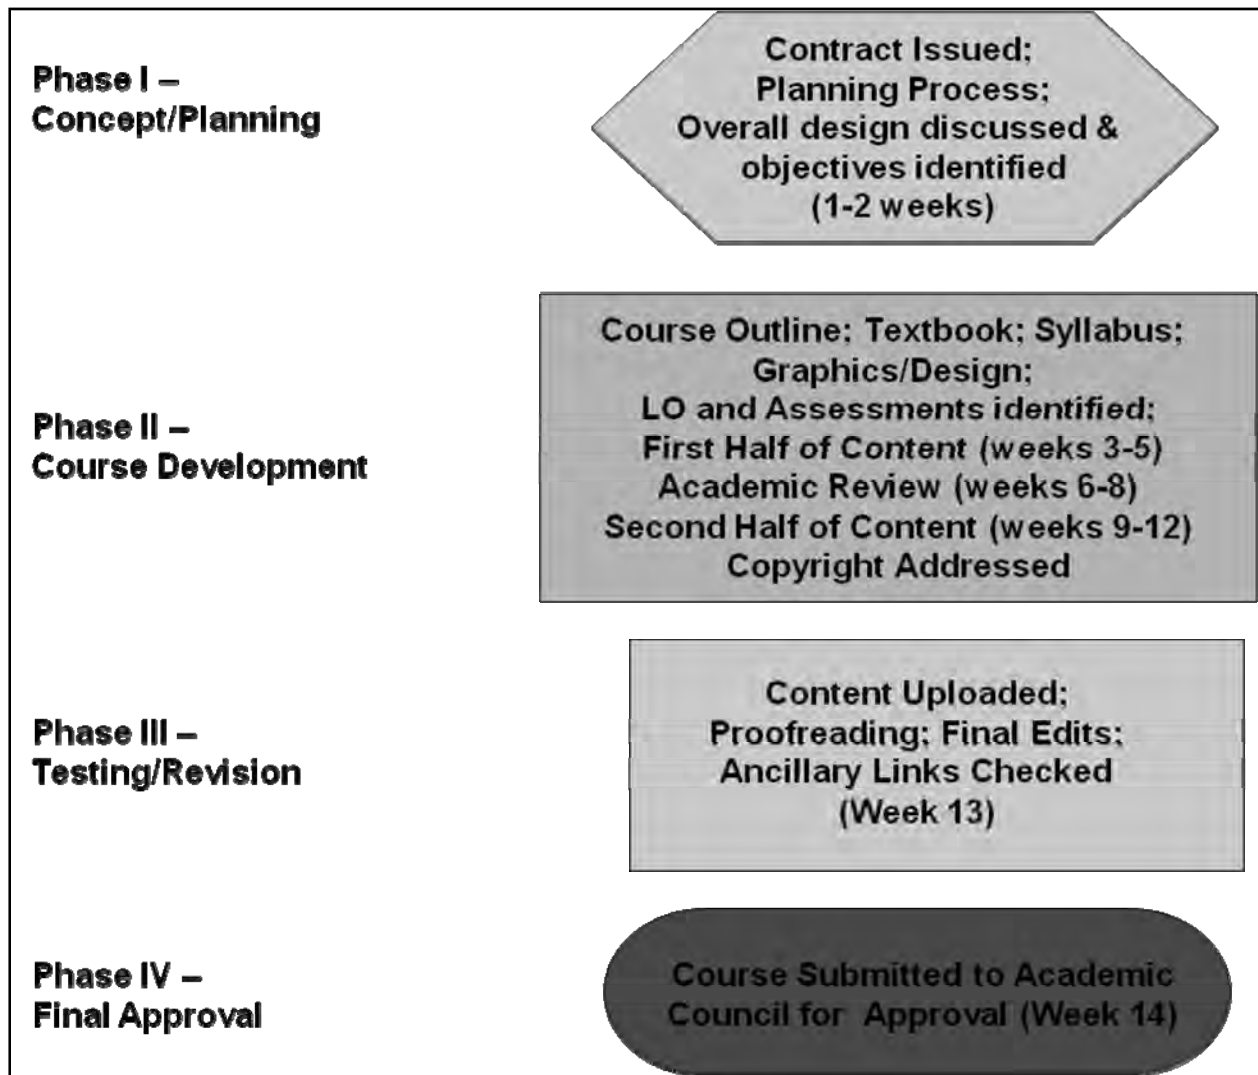 Phase I –
Concept/Planning
Contract Issued;
Planning Process;
Overall design discussed &
objectives identified
(1-2 weeks)
Phase II –
Course Development
Course Outline; Textbook; Syllabus;
Graphics/Design;
LO and Assessments identified;
First Half of Content (weeks 3-5)
Academic Review (weeks 6-8)
Second Half of Content (weeks 9-12)
Copyright Addressed
Phase III –
Testing/Revision
Content Uploaded;
Proofreading; Final Edits;
Ancillary Links Checked
(Week 13)
Phase IV –
Final Approval
Course Submitted to Academic
Council for Approval (Week 14)